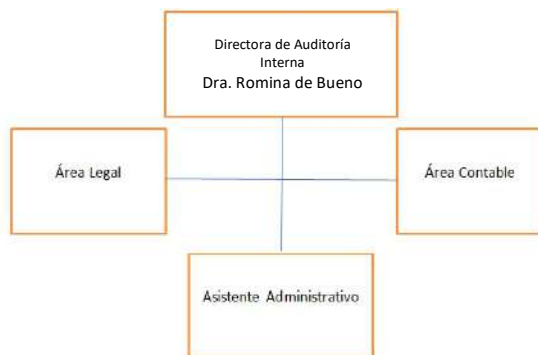 Directora de Auditoría
Interna
Dra. Romina de Bueno
Área Legal
Área Contable
Asistente Administrativo